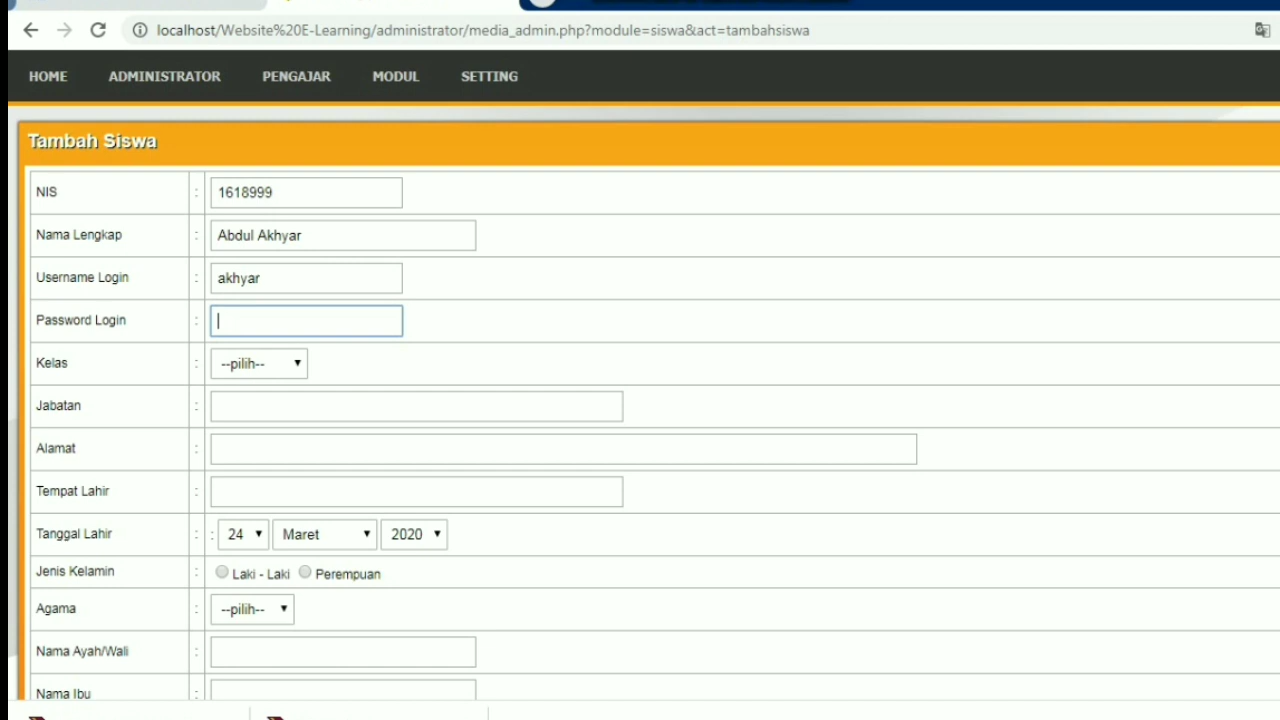 localhost/Website%20E-Learning/administrator/media_admin.php?module=siswa&act=tambahsiswa
HOME ADMINISTRATOR PENGAJAR MODUL SETTING
Tambah Siswa
NIS : 1618999
Nama Lengkap : Abdul Akhyar
Username Login : akhyar
Password Login :
Kelas : --pilih--
Jabatan :
Alamat :
Tempat Lahir :
Tanggal Lahir : : 24 Maret 2020
Jenis Kelamin : Laki - Laki Perempuan
Agama : --pilih--
Nama Ayah/Wali :
Nama Ibu :